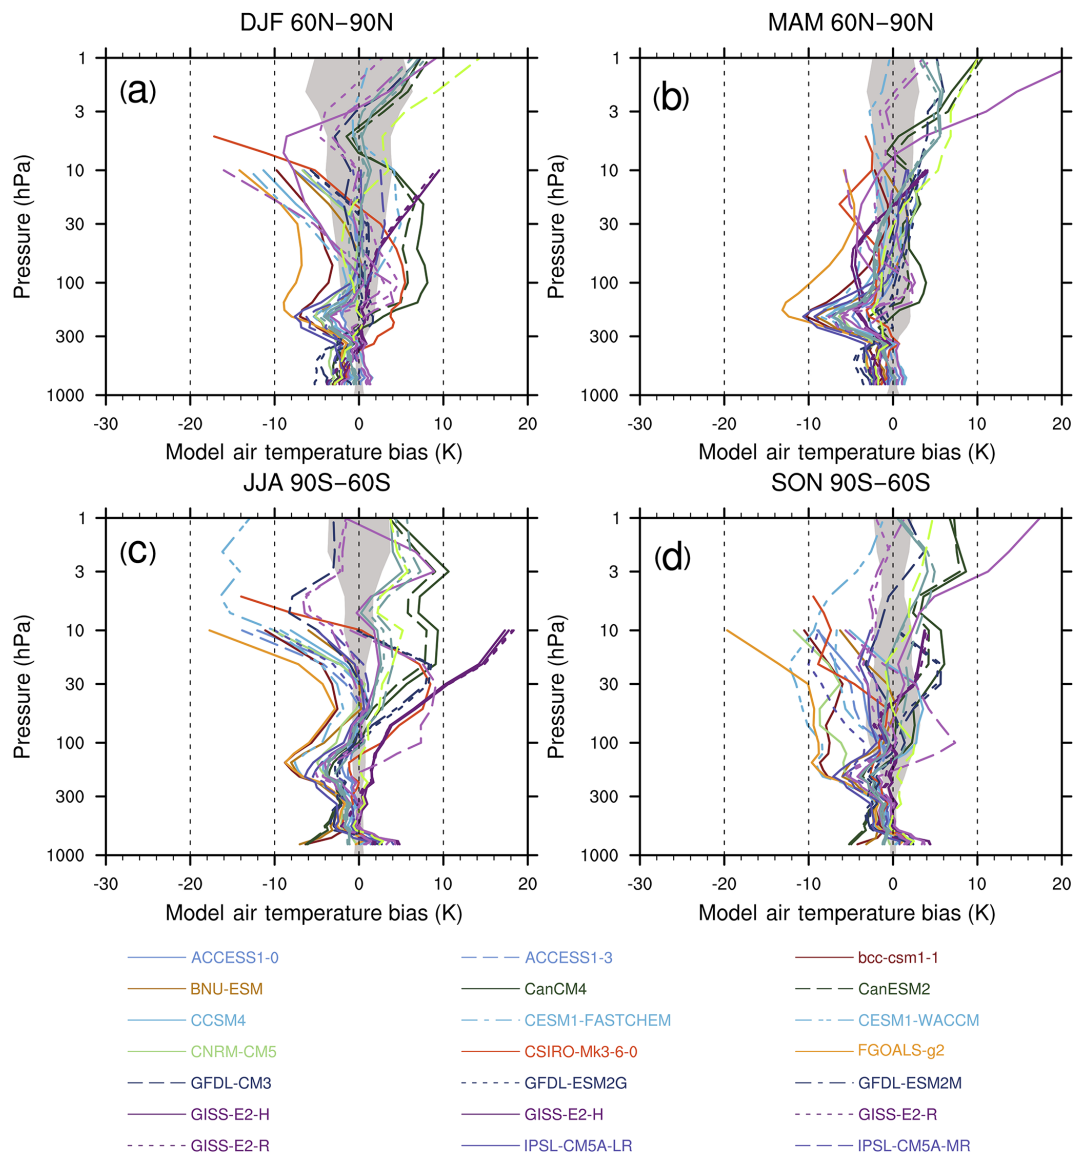 DJF 60N−90N
MAM 60N−90N
(a)
(b)
1
3
10
30
100
300
1000
Pressure (hPa)
1
3
10
30
100
300
1000
Pressure (hPa)
-30 -20 -10 0 10 20
-30 -20 -10 0 10 20
Model air temperature bias (K)
Model air temperature bias (K)
JJA 90S−60S
SON 90S−60S
(c)
(d)
1
3
10
30
100
300
1000
Pressure (hPa)
1
3
10
30
100
300
1000
Pressure (hPa)
-30 -20 -10 0 10 20
-30 -20 -10 0 10 20
Model air temperature bias (K)
Model air temperature bias (K)
ACCESS1-0 ACCESS1-3 bcc-csm1-1
BNU-ESM CanCM4 CanESM2
CCSM4 CESM1-FASTCHEM CESM1-WACCM
CNRM-CM5 CSIRO-Mk3-6-0 FGOALS-g2
GFDL-CM3 GFDL-ESM2G GFDL-ESM2M
GISS-E2-H GISS-E2-H GISS-E2-R
GISS-E2-R IPSL-CM5A-LR IPSL-CM5A-MR